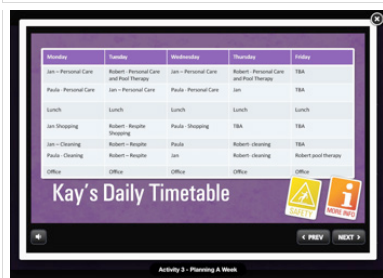 Monday Tuesday Wednesday Thursday Friday
Jan – Personal Care Robert - Personal Care and Pool Therapy Jan – Personal Care Robert - Personal Care and Pool Therapy TBA
Paula - Personal Care Jan – Personal Care Paula - Personal Care Jan TBA
Lunch Lunch Lunch Lunch Lunch
Jan Shopping Robert - Respite Shopping Paula - Shopping TBA TBA
Jan – Cleaning Robert – Respite Paula Robert - cleaning TBA
Paula - Cleaning Robert – Respite Jan Robert - cleaning Robert pool therapy
Office Office Office Office Office
Kay's Daily Timetable
SAFETY
MORE INFO
PREV NEXT
Activity 3 - Planning A Week